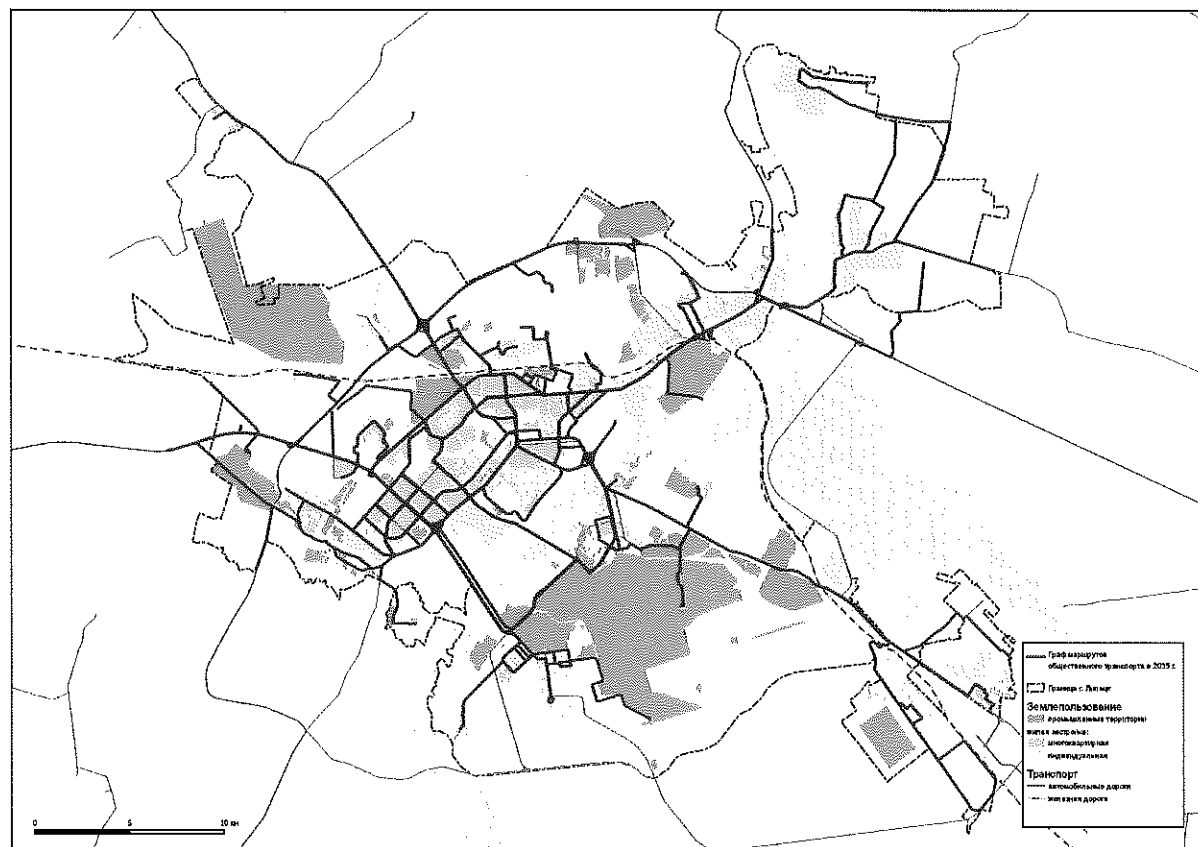 Граф маршрутов
общественного транспорта в 2035 г.
Граница г. Липецк
Землепользование
промышленные территории
жилая застройка:
многоквартирная
индивидуальная
Транспорт
автомобильные дороги
железная дорога
0 5 10 км